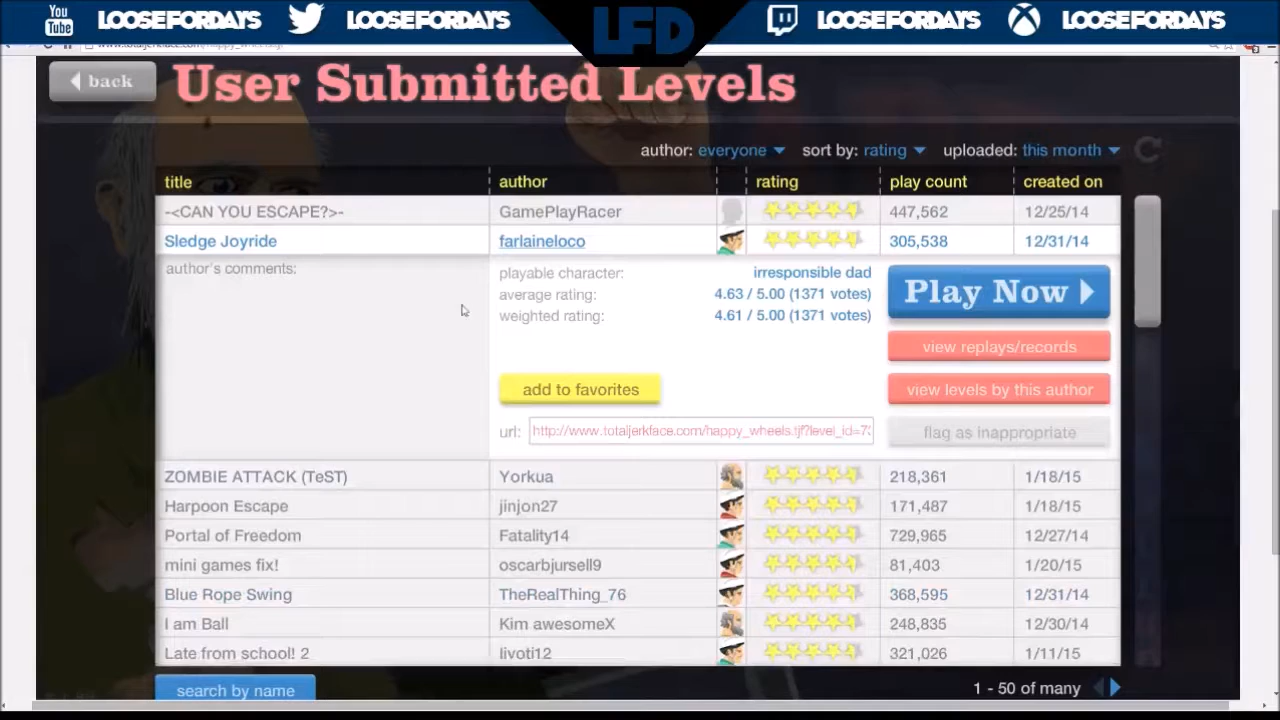 You Tube LOOSEFORDAYS LOOSEFORDAYS LFD LOOSEFORDAYS LOOSEFORDAYS
back User Submitted Levels
author: everyone sort by: rating uploaded: this month
title author rating play count created on
-<CAN YOU ESCAPE?>- GamePlayRacer 447,562 12/25/14
Sledge Joyride farlaineloco 305,538 12/31/14
author's comments: playable character: irresponsible dad Play Now
average rating: 4.63 / 5.00 (1371 votes)
weighted rating: 4.61 / 5.00 (1371 votes)
view replays/records
add to favorites view levels by this author
url: http://www.totaljerkface.com/happy_wheels.tjf?level_id=7 flag as inappropriate
ZOMBIE ATTACK (TeST) Yorkua 218,361 1/18/15
Harpoon Escape jinjon27 171,487 1/18/15
Portal of Freedom Fatality14 729,965 12/27/14
mini games fix! oscarbjursell9 81,403 1/20/15
Blue Rope Swing TheRealThing_76 368,595 12/31/14
I am Ball Kim awesomeX 248,835 12/30/14
Late from school! 2 livoti12 321,026 1/11/15
search by name 1 - 50 of many